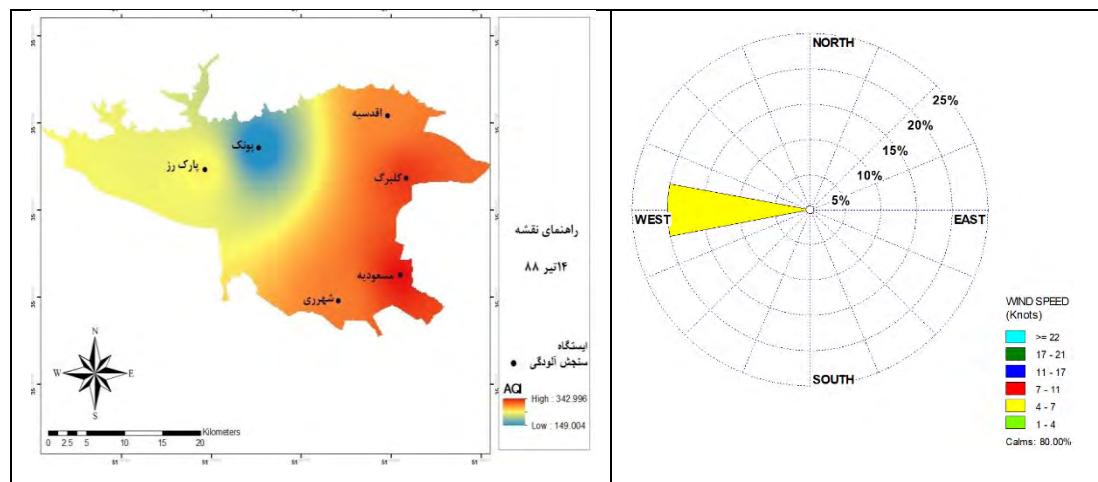 اقدسیه
پونک
پارک رز
گلبرگ
مسعودیه
شهرری
راهنمای نقشه
۱۴تیر ۸۸
ایستگاه
سنجش آلودگی
AQI
High : 342.996
Low : 149.004
N
W
E
S
Kilometers
0 2.5 5 10 15 20
NORTH
25%
20%
15%
10%
5%
WEST
EAST
SOUTH
WIND SPEED
(Knots)
>= 22
17 - 21
11 - 17
7 - 11
4 - 7
1 - 4
Calms: 80.00%